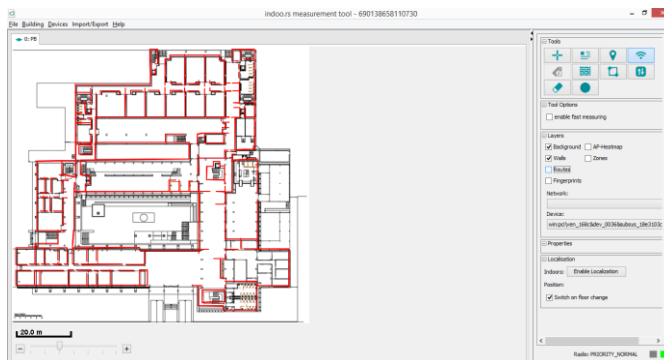 indoo.rs measurement tool - 690138658110730
File Building Devices Import/Export Help
0: PB
20.0 m
Tools
Tool Options
enable fast measuring
Layers
Background AP-Heatmap
Walls Zones
Routes
Fingerprints
Network:
Device:
Properties
Localisation
Indoors: Enable Localization
Position:
Switch on floor change
Radio: PRIORITY_NORMAL